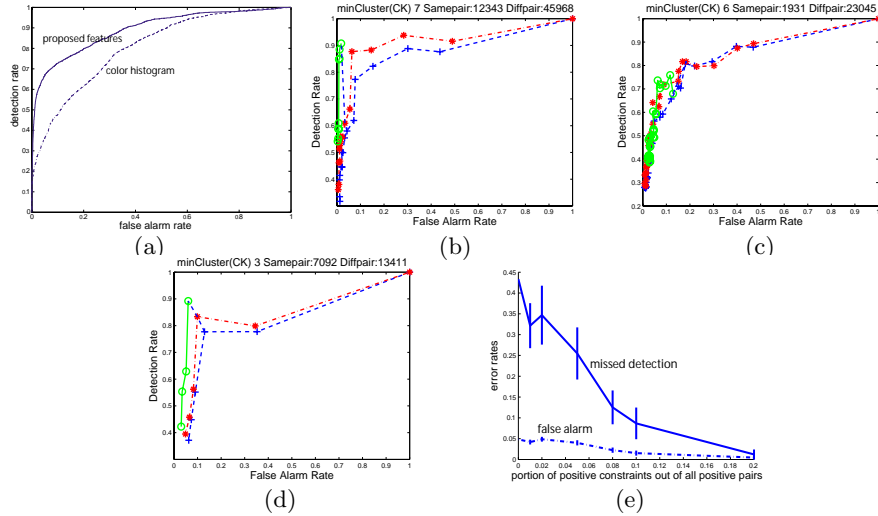 proposed features
color histogram
detection rate
1
0.9
0.8
0.7
0.6
0.5
0.4
0.3
0.2
0.1
0
0 0.2 0.4 0.6 0.8 1
false alarm rate
(a)
minCluster(CK) 7 Samepair:12343 Diffpair:45968
Detection Rate
1
0.9
0.8
0.7
0.6
0.5
0.4
0.3
0 0.1 0.2 0.3 0.4 0.5 0.6 0.7 0.8 0.9 1
False Alarm Rate
(b)
minCluster(CK) 6 Samepair:1931 Diffpair:23045
Detection Rate
1
0.9
0.8
0.7
0.6
0.5
0.4
0.3
0.2
0 0.1 0.2 0.3 0.4 0.5 0.6 0.7 0.8 0.9 1
False Alarm Rate
(c)
minCluster(CK) 3 Samepair:7092 Diffpair:13411
Detection Rate
1
0.9
0.8
0.7
0.6
0.5
0.4
0 0.1 0.2 0.3 0.4 0.5 0.6 0.7 0.8 0.9 1
False Alarm Rate
(d)
error rates
0.45
0.4
0.35
0.3
0.25
0.2
0.15
0.1
0.05
0
missed detection
false alarm
0 0.02 0.04 0.06 0.08 0.1 0.12 0.14 0.16 0.18 0.2
portion of positive constraints out of all positive pairs
(e)